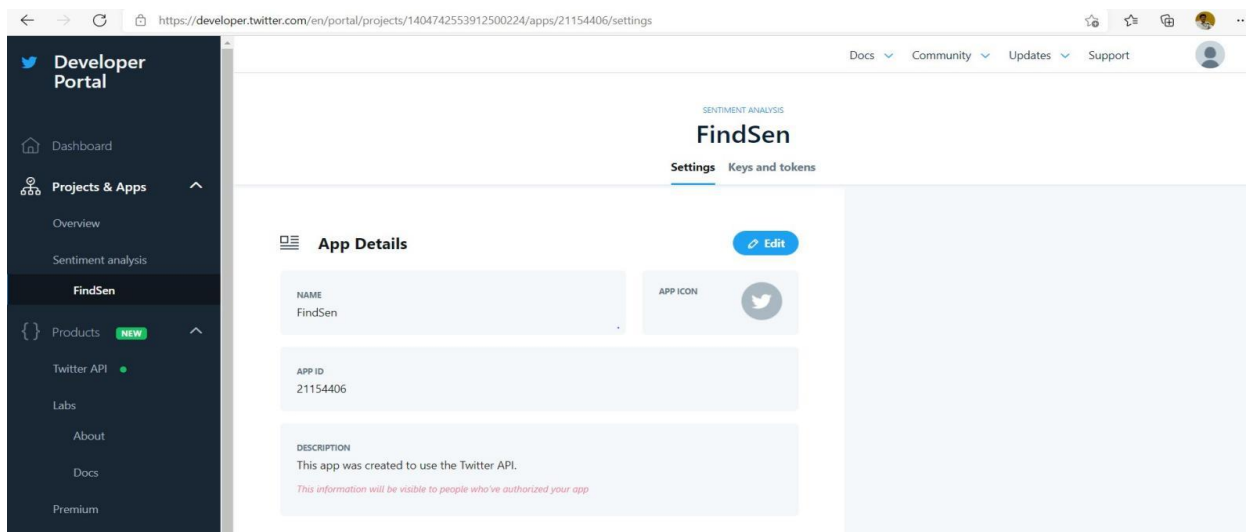 https://developer.twitter.com/en/portal/projects/1404742553912500224/apps/21154406/settings
Developer
Portal
Docs Community Updates Support
Dashboard
Projects & Apps
Overview
Sentiment analysis
FindSen
{ } Products NEW
Twitter API
Labs
About
Docs
Premium
SENTIMENT ANALYSIS
FindSen
Settings Keys and tokens
App Details
Edit
NAME
FindSen
APP ICON
APP ID
21154406
DESCRIPTION
This app was created to use the Twitter API.
This information will be visible to people who've authorized your app